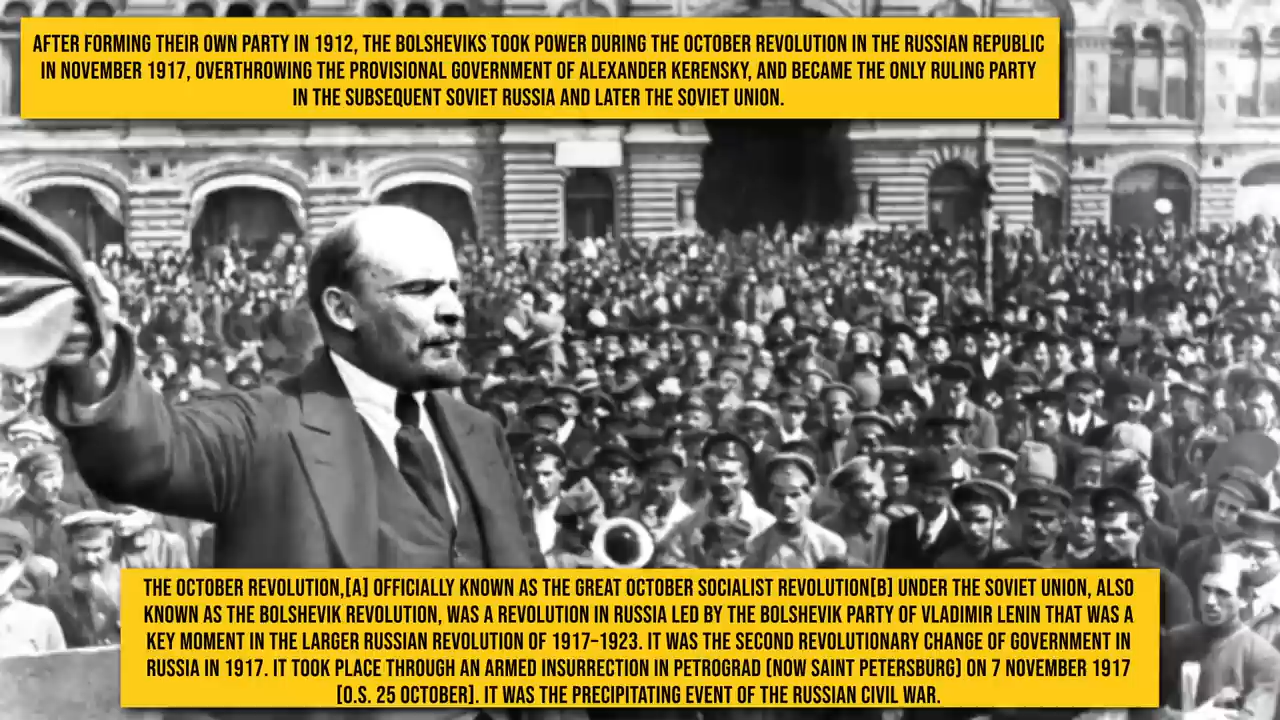 AFTER FORMING THEIR OWN PARTY IN 1912, THE BOLSHEVIKS TOOK POWER DURING THE OCTOBER REVOLUTION IN THE RUSSIAN REPUBLIC
IN NOVEMBER 1917, OVERTHROWING THE PROVISIONAL GOVERNMENT OF ALEXANDER KERENSKY, AND BECAME THE ONLY RULING PARTY
IN THE SUBSEQUENT SOVIET RUSSIA AND LATER THE SOVIET UNION.
THE OCTOBER REVOLUTION,[A] OFFICIALLY KNOWN AS THE GREAT OCTOBER SOCIALIST REVOLUTION[B] UNDER THE SOVIET UNION, ALSO
KNOWN AS THE BOLSHEVIK REVOLUTION, WAS A REVOLUTION IN RUSSIA LED BY THE BOLSHEVIK PARTY OF VLADIMIR LENIN THAT WAS A
KEY MOMENT IN THE LARGER RUSSIAN REVOLUTION OF 1917–1923. IT WAS THE SECOND REVOLUTIONARY CHANGE OF GOVERNMENT IN
RUSSIA IN 1917. IT TOOK PLACE THROUGH AN ARMED INSURRECTION IN PETROGRAD (NOW SAINT PETERSBURG) ON 7 NOVEMBER 1917
[O.S. 25 OCTOBER]. IT WAS THE PRECIPITATING EVENT OF THE RUSSIAN CIVIL WAR.